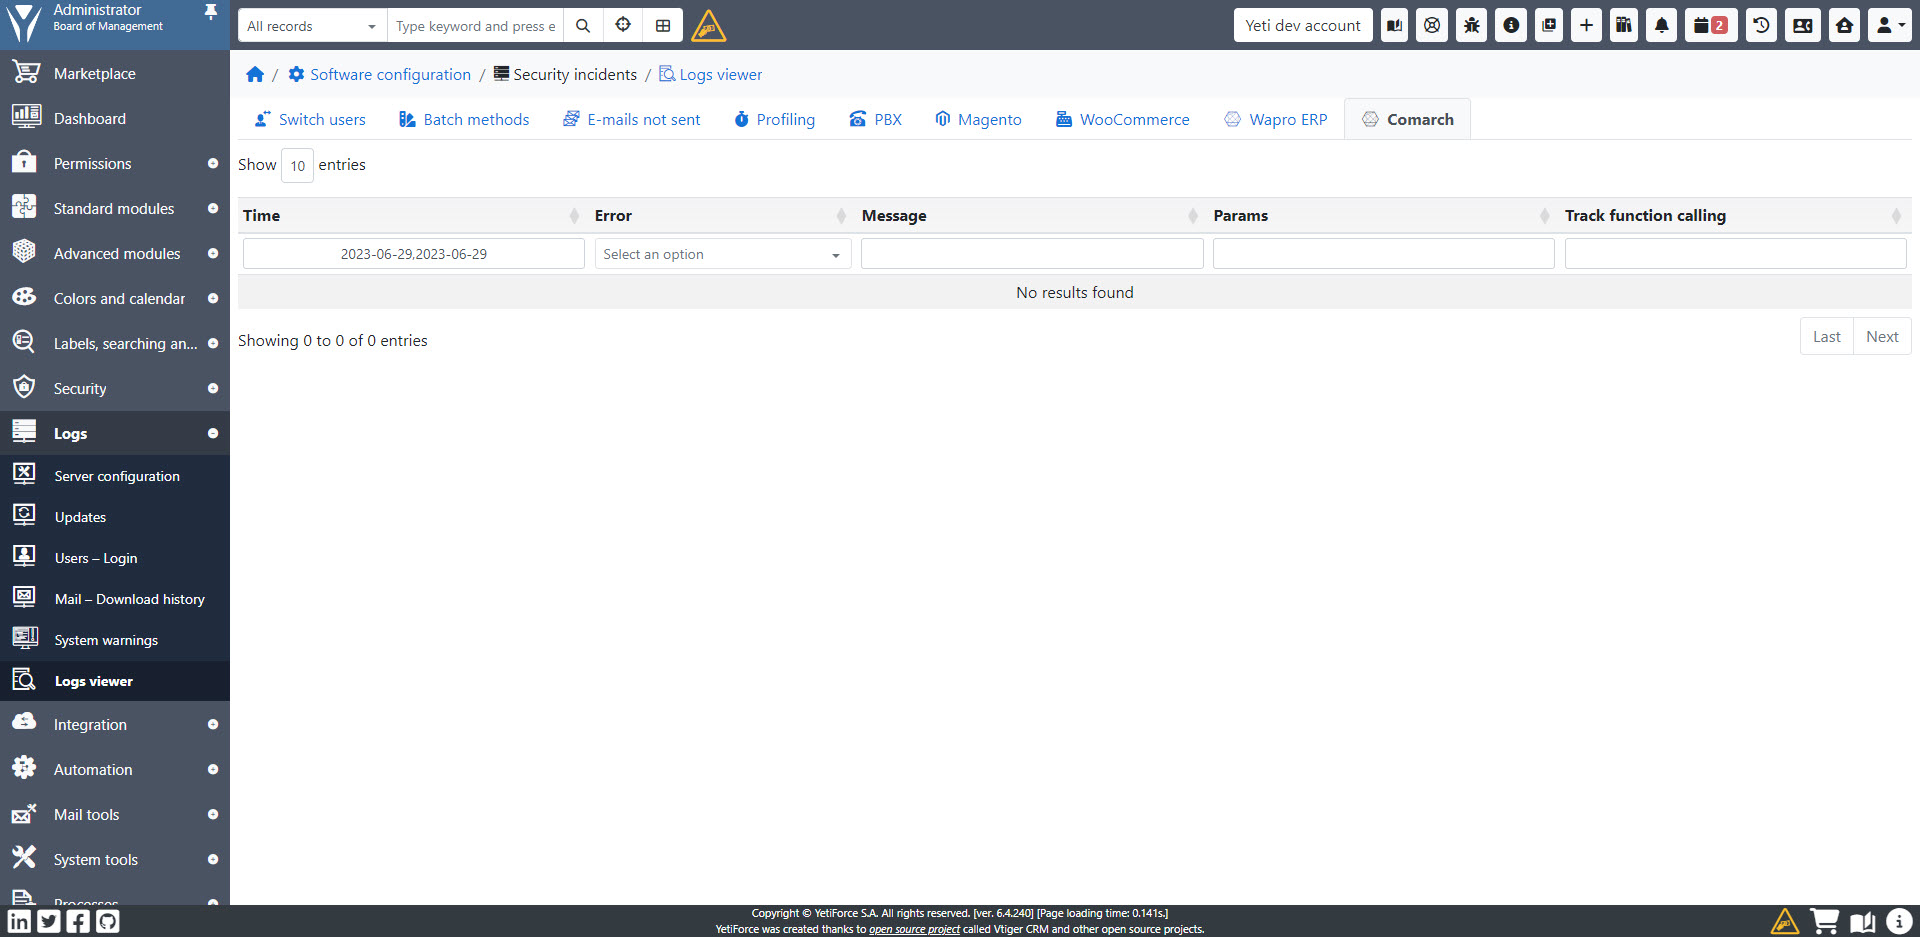 Administrator
Board of Management
All records
Type keyword and press e
Yeti dev account
2
/ Software configuration / Security incidents / Logs viewer
Marketplace
Dashboard
Permissions
Standard modules
Advanced modules
Colors and calendar
Labels, searching an...
Security
Logs
Server configuration
Updates
Users – Login
Mail – Download history
System warnings
Logs viewer
Integration
Automation
Mail tools
System tools
Processes
Switch users
Batch methods
E-mails not sent
Profiling
PBX
Magento
WooCommerce
Wapro ERP
Comarch
Show 10 entries
Time Error Message Params Track function calling
2023-06-29,2023-06-29 Select an option
No results found
Showing 0 to 0 of 0 entries
Last Next
Copyright © YetiForce S.A. All rights reserved. [ver. 6.4.240] [Page loading time: 0.141s.]
YetiForce was created thanks to open source project called Vtiger CRM and other open source projects.